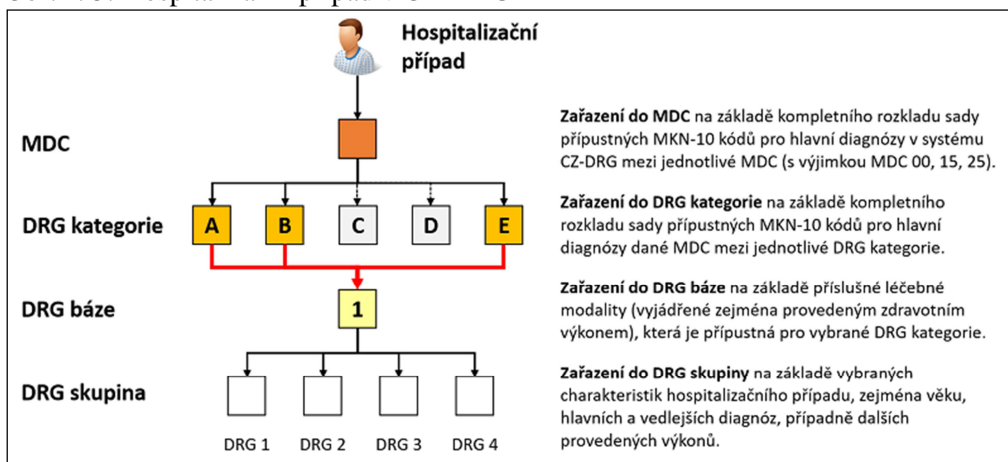 Hospitalizační
případ
MDC
Zařazení do MDC na základě kompletního rozkladu sady
přípustných MKN-10 kódů pro hlavní diagnózy v systému
CZ-DRG mezi jednotlivé MDC (s výjimkou MDC 00, 15, 25).
DRG kategorie
A B C D E
Zařazení do DRG kategorie na základě kompletního
rozkladu sady přípustných MKN-10 kódů pro hlavní
diagnózy dané MDC mezi jednotlivé DRG kategorie.
DRG báze
1
Zařazení do DRG báze na základě příslušné léčebné
modality (vyjádřené zejména provedeným zdravotním
výkonem), která je přípustná pro vybrané DRG kategorie.
DRG skupina
DRG 1 DRG 2 DRG 3 DRG 4
Zařazení do DRG skupiny na základě vybraných
charakteristik hospitalizačního případu, zejména věku,
hlavních a vedlejších diagnóz, případně dalších
provedených výkonů.